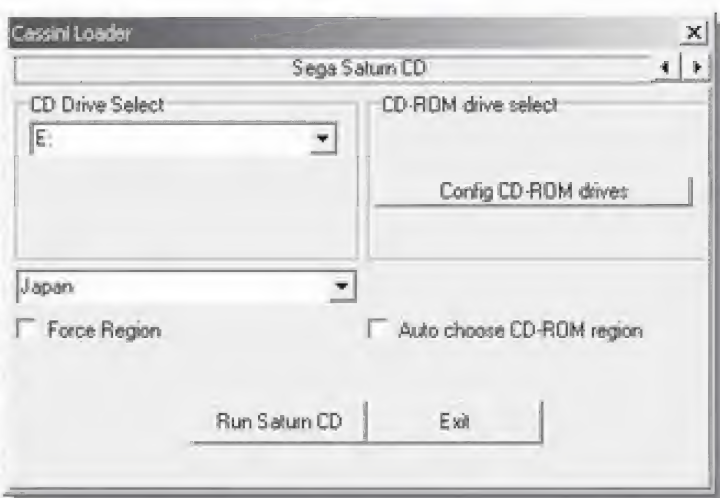 Cassini Loader
Sega Saturn CD
CD Drive Select
E:
CD-ROM drive select
Config CD-ROM drives
Japan
Force Region
Auto choose CD-ROM region
Run Saturn CD
Exit